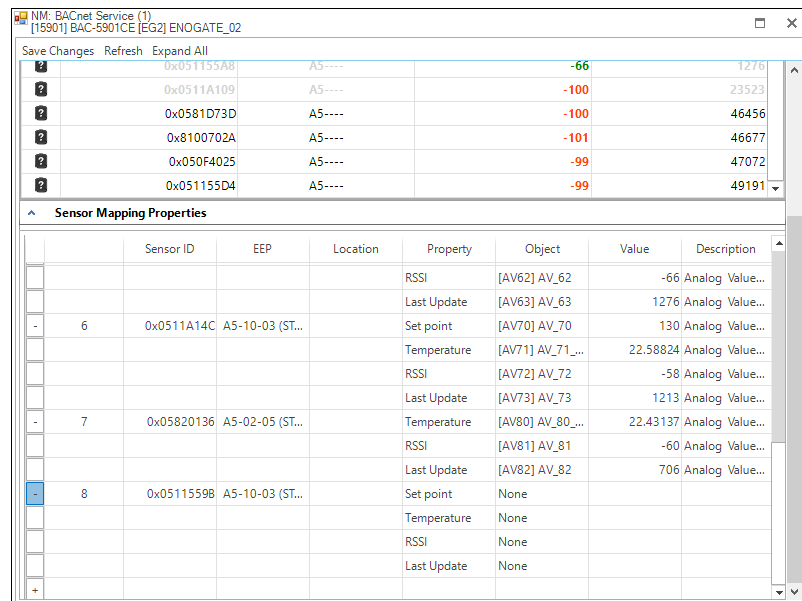 NM: BACnet Service (1)
[15901] BAC-5901CE [EG2] ENOGATE_02
Save Changes Refresh Expand All
? 0x051155A8 A5---- -66 1276
? 0x0511A109 A5---- -100 23523
? 0x0581D73D A5---- -100 46456
? 0x8100702A A5---- -101 46677
? 0x050F4025 A5---- -99 47072
? 0x051155D4 A5---- -99 49191
Sensor Mapping Properties
Sensor ID EEP Location Property Object Value Description
RSSI [AV62] AV_62 -66 Analog Value...
Last Update [AV63] AV_63 1276 Analog Value...
- 6 0x0511A14C A5-10-03 (ST... Set point [AV70] AV_70 130 Analog Value...
Temperature [AV71] AV_71_... 22.58824 Analog Value...
RSSI [AV72] AV_72 -58 Analog Value...
Last Update [AV73] AV_73 1213 Analog Value...
- 7 0x05820136 A5-02-05 (ST... Temperature [AV80] AV_80_... 22.43137 Analog Value...
RSSI [AV81] AV_81 -60 Analog Value...
Last Update [AV82] AV_82 706 Analog Value...
- 8 0x0511559B A5-10-03 (ST... Set point None
Temperature None
RSSI None
Last Update None
+